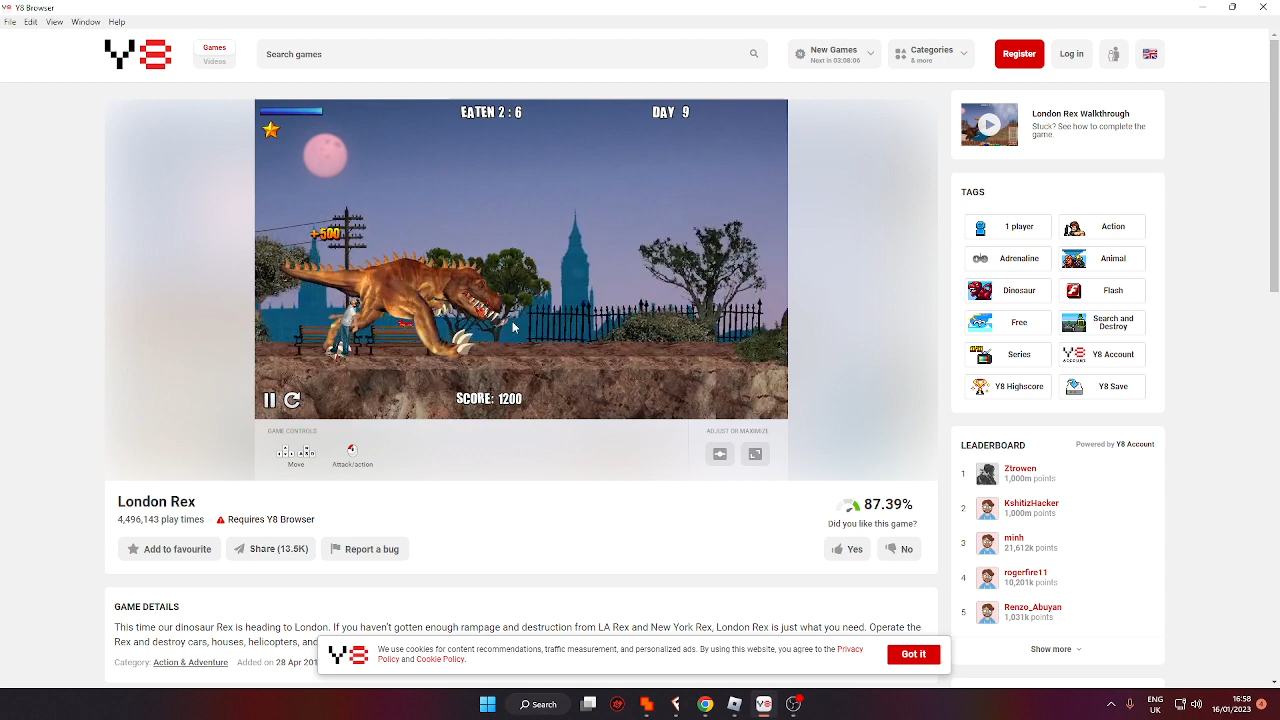 Y8 Y8 Browser
File Edit View Window Help
Y8
Games
Videos
Search games
New Games
Next in 03:08:06
Categories
& more
Register
Log in
EATEN 2 : 6
DAY 9
+500
SCORE: 1200
GAME CONTROLS
Move
Attack/action
ADJUST OR MAXIMIZE
London Rex
4,496,143 play times
Requires Y8 Browser
87.39%
Did you like this game?
Add to favourite
Share (13.5K)
Report a bug
Yes
No
GAME DETAILS
This time our dinosaur Rex is heading to London. If you haven't gotten enough rampage and destruction from LA Rex and New York Rex, London Rex is just what you need. Operate the
Rex and destroy cars, houses, helicopters, and
Category: Action & Adventure Added on 28 Apr 201
Y8
We use cookies for content recommendations, traffic measurement, and personalized ads. By using this website, you agree to the Privacy
Policy and Cookie Policy.
Got it
London Rex Walkthrough
Stuck? See how to complete the
game.
TAGS
1 player
Action
Adrenaline
Animal
Dinosaur
Flash
Free
Search and
Destroy
Series
Y8 Account
Y8 Highscore
Y8 Save
LEADERBOARD
Powered by Y8 Account
1 Ztrowen
1,000m points
2 KshitizHacker
1,000m points
3 minh
21,612k points
4 rogerfire11
10,201k points
5 Renzo_Abuyan
1,031k points
Show more
Search
ENG
UK
16:58
16/01/2023
4